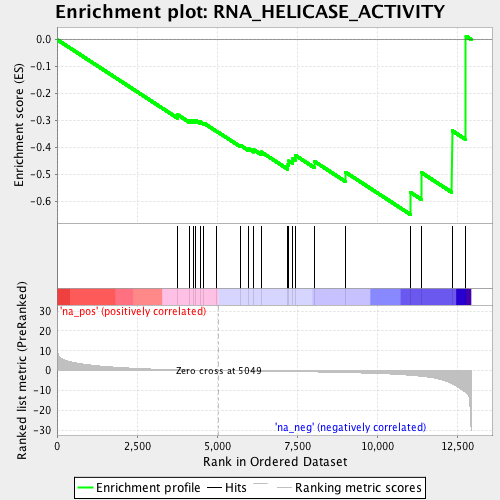 Enrichment plot: RNA_HELICASE_ACTIVITY
Enrichment score (ES)
0.0
-0.1
-0.2
-0.3
-0.4
-0.5
-0.6
'na_pos' (positively correlated)
Ranked list metric (PreRanked)
30
20
10
0
-10
-20
-30
Zero cross at 5049
'na_neg' (negatively correlated)
0
2,500
5,000
7,500
10,000
12,500
Rank in Ordered Dataset
Enrichment profile
Hits
Ranking metric scores